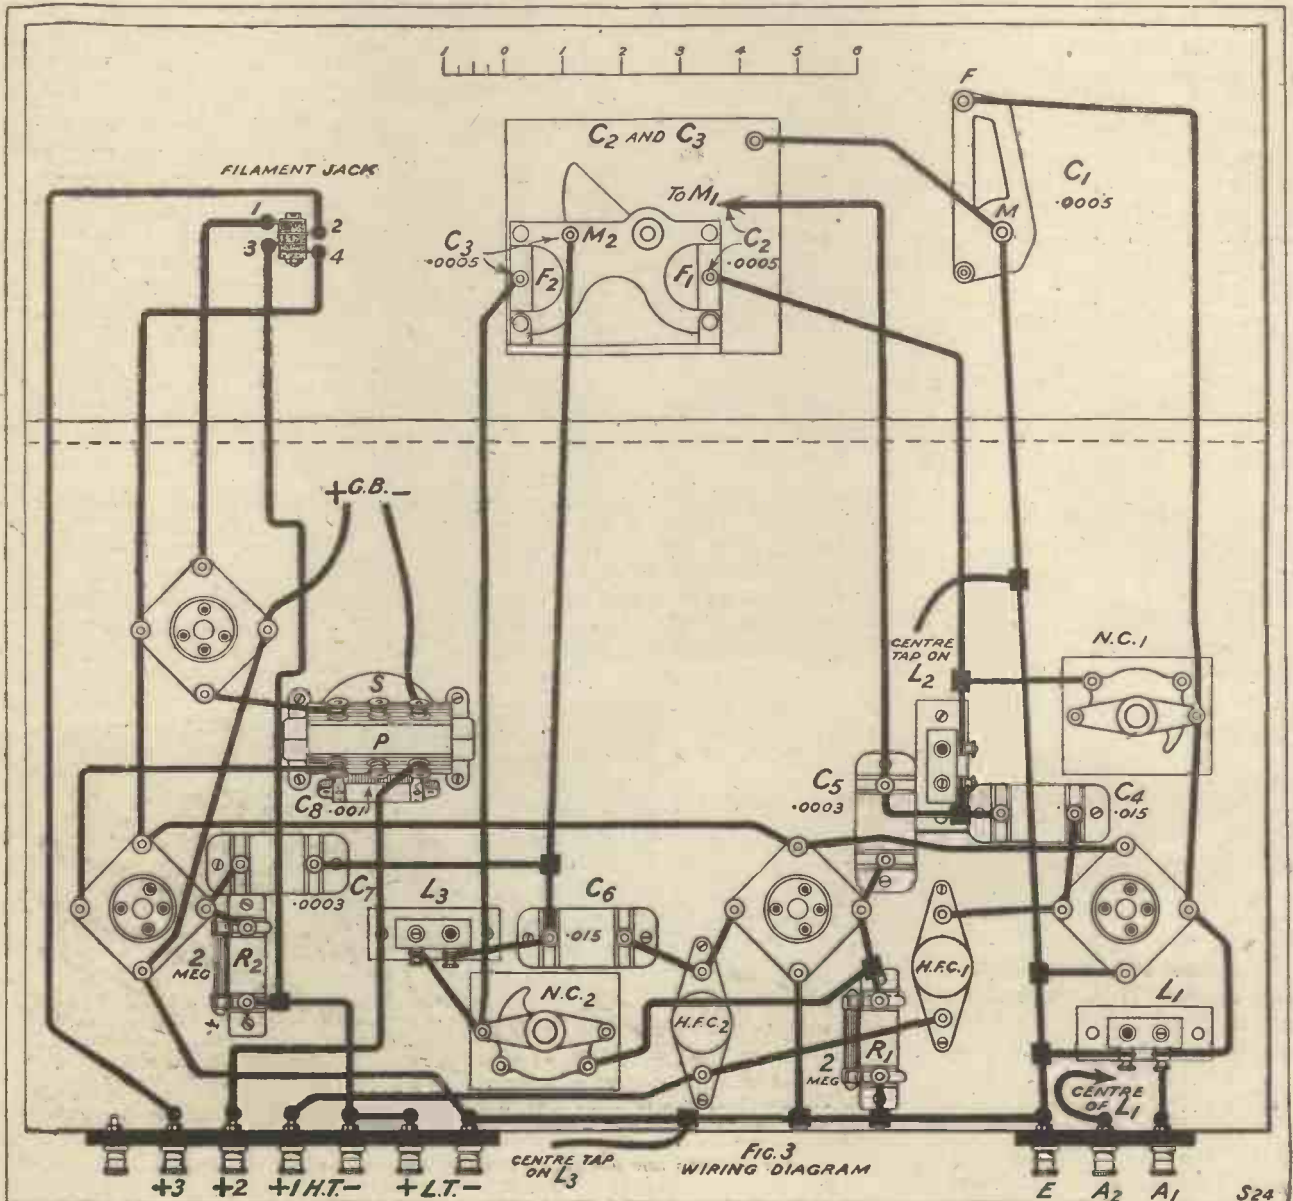 1 0 1 2 3 4 5 6
F
C2 AND C3
FILAMENT JACK
C1
.0005
To M1
1
2
3
4
M
C3
.0005
M2
C2
.0005
F2
F1
+ G.B. -
CENTRE
TAP ON
L2
N.C.1
S
P
C8 .001
C5
.0003
C4
.015
C7
.0003
L3
C6
.015
2
MEG
R2
+
N.C.2
H.F.C.2
H.F.C.1
L1
2
MEG
R1
CENTRE
OF L1
CENTRE TAP
ON L3
FIG. 3
WIRING DIAGRAM
+3 +2 +1 H.T.- + L.T.- E A2 A1
S24